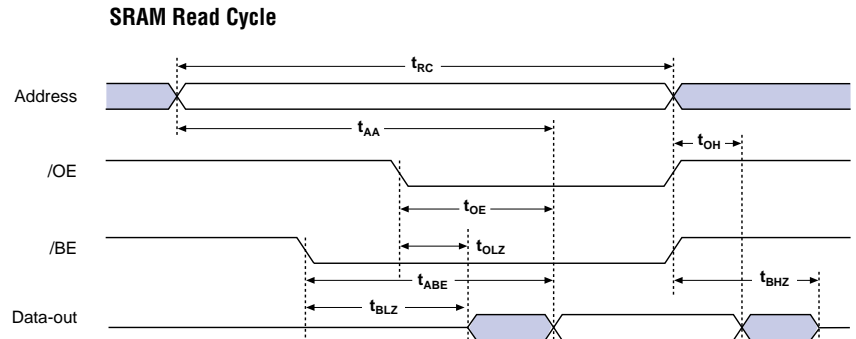 SRAM Read Cycle
tRC
Address
tAA
tOH
/OE
tOE
/BE
tOLZ
tABE
tBHZ
tBLZ
Data-out